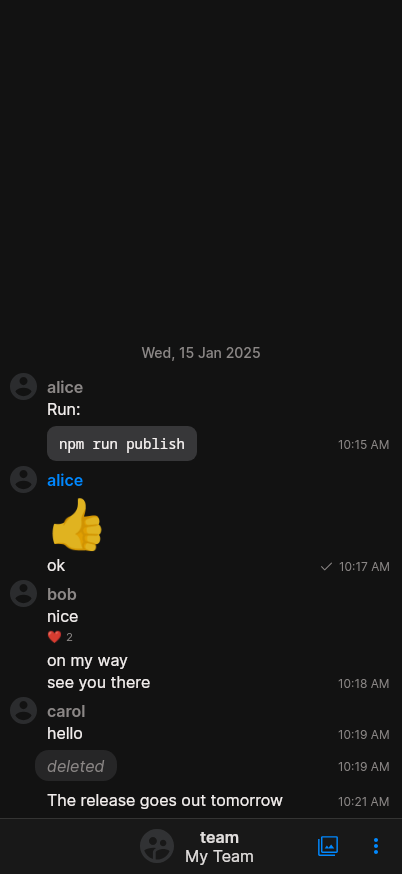 Wed, 15 Jan 2025
alice
Run:
npm run publish
10:15 AM
alice
👍
ok
10:17 AM
bob
nice
❤️ 2
on my way
see you there
10:18 AM
carol
hello
10:19 AM
deleted
10:19 AM
The release goes out tomorrow
10:21 AM
team
My Team